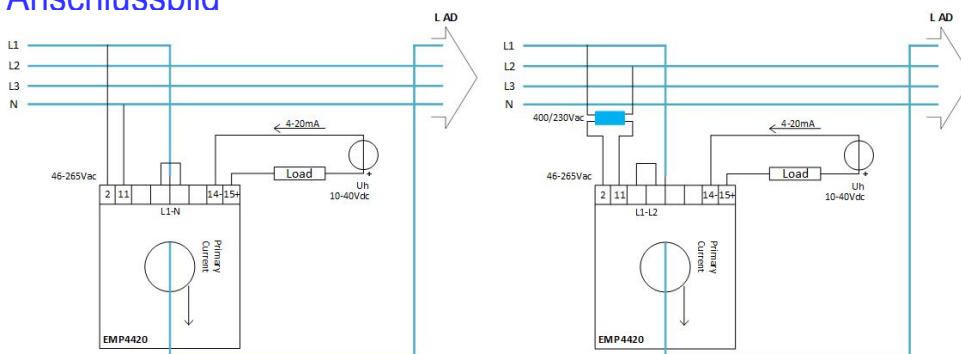 Anschlussbild
L AD
L1
L2
L3
N
4-20mA
46-265Vac
Load
+
Uh
10-40Vdc
2 11 14- 15+
L1-N
Primary
Current
EMP4420
L AD
L1
L2
L3
N
400/230Vac
4-20mA
46-265Vac
Load
+
Uh
10-40Vdc
2 11 14- 15+
L1-L2
Primary
Current
EMP4420